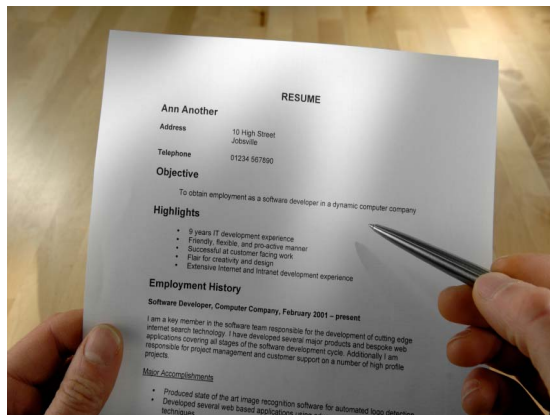 RESUME
Ann Another
Address 10 High Street
Jobsville
Telephone 01234 567890
Objective
To obtain employment as a software developer in a dynamic computer company
Highlights
• 9 years IT development experience
• Friendly, flexible, and pro-active manner
• Successful at customer facing work
• Flair for creativity and design
• Extensive Internet and Intranet development experience
Employment History
Software Developer, Computer Company, February 2001 – present
I am a key member in the software team responsible for the development of cutting edge
internet search technology. I have developed several major products and bespoke web
applications covering all stages of the software development cycle. Additionally I am
responsible for project management and customer support on a number of high profile
projects.
Major Accomplishments
• Produced state of the art image recognition software for automated logo detection
• Developed several web based applications using
techniques